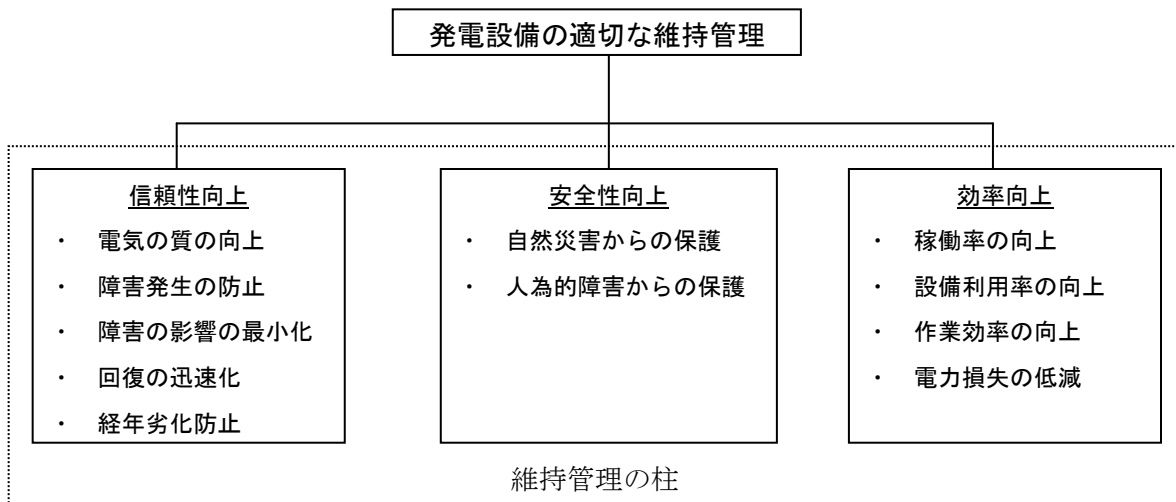 発電設備の適切な維持管理
信頼性向上
・ 電気の質の向上
・ 障害発生の防止
・ 障害の影響の最小化
・ 回復の迅速化
・ 経年劣化防止
安全性向上
・ 自然災害からの保護
・ 人為的障害からの保護
効率向上
・ 稼働率の向上
・ 設備利用率の向上
・ 作業効率の向上
・ 電力損失の低減
維持管理の柱